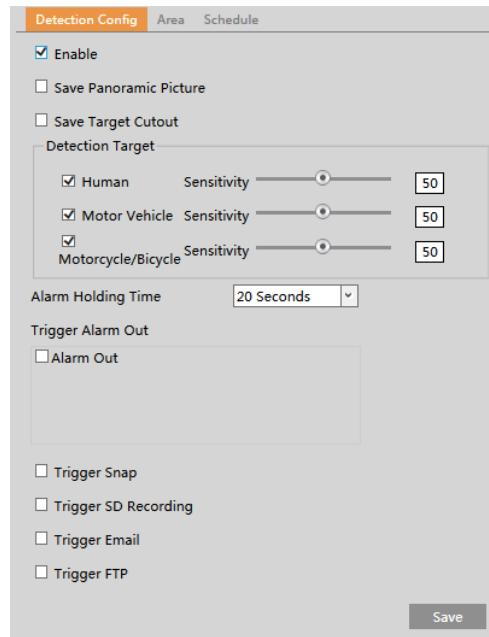 Detection Config Area Schedule
Enable
Save Panoramic Picture
Save Target Cutout
Detection Target
Human Sensitivity 50
Motor Vehicle Sensitivity 50
Motorcycle/Bicycle Sensitivity 50
Alarm Holding Time 20 Seconds
Trigger Alarm Out
Alarm Out
Trigger Snap
Trigger SD Recording
Trigger Email
Trigger FTP
Save